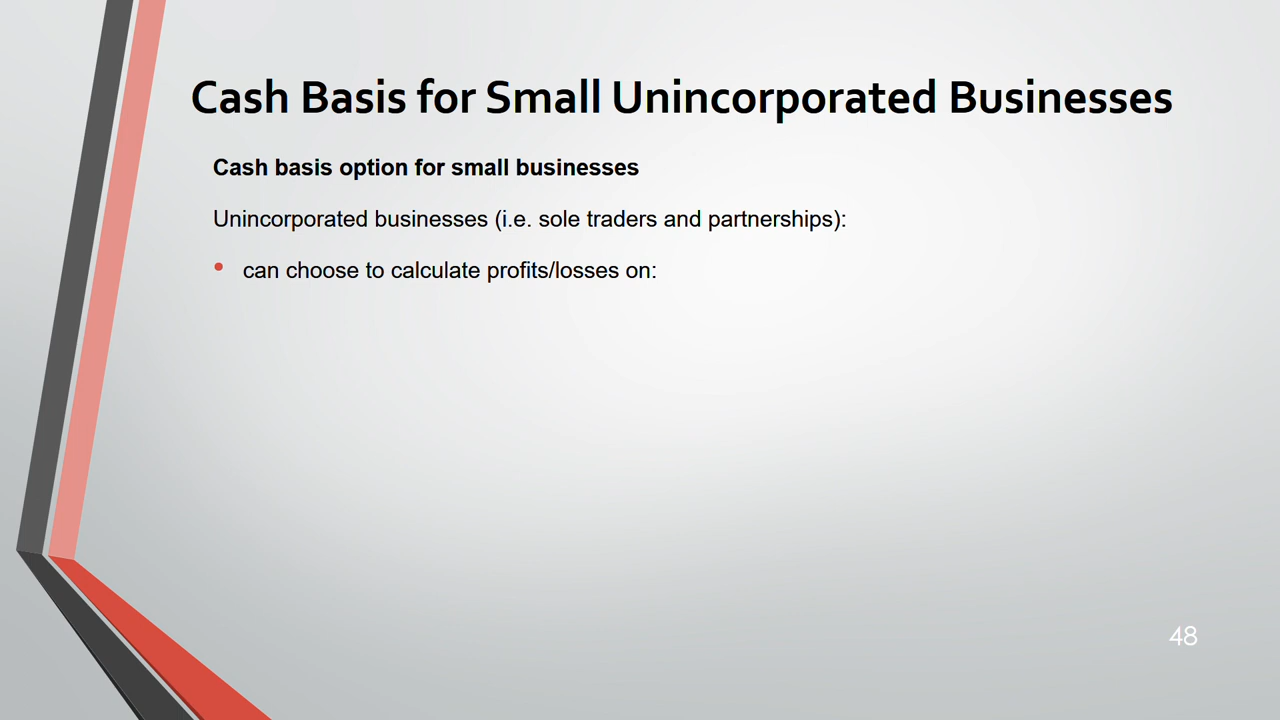 Cash Basis for Small Unincorporated Businesses
Cash basis option for small businesses
Unincorporated businesses (i.e. sole traders and partnerships):
• can choose to calculate profits/losses on:
48